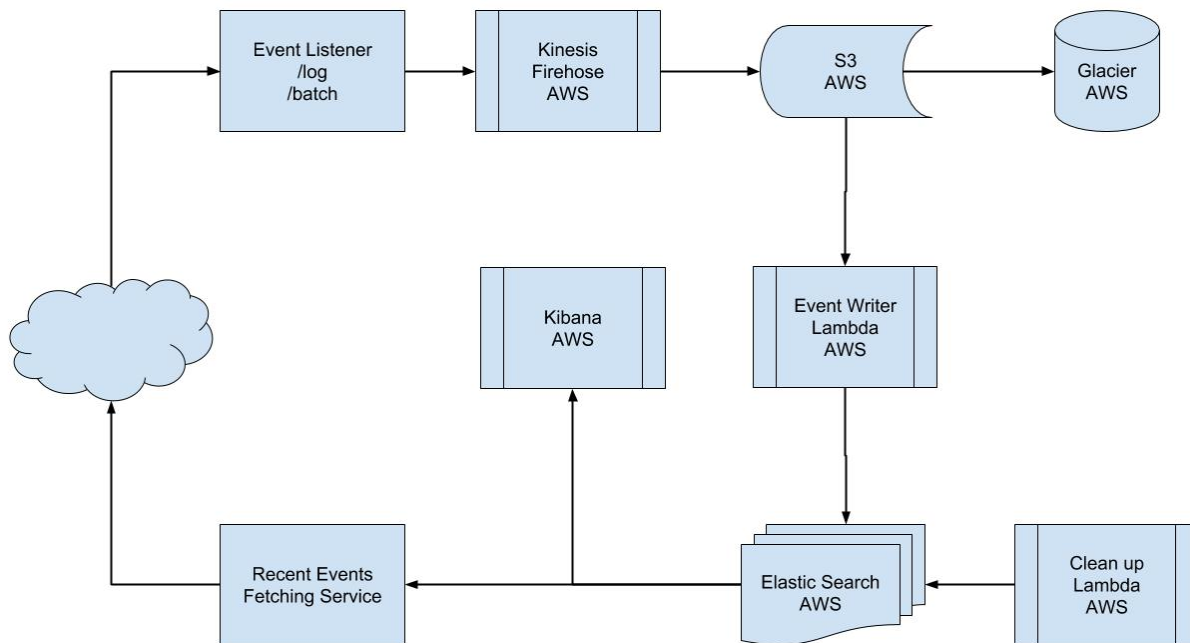 Event Listener
/log
/batch
Kinesis
Firehose
AWS
S3
AWS
Glacier
AWS
Kibana
AWS
Event Writer
Lambda
AWS
Recent Events
Fetching Service
Elastic Search
AWS
Clean up
Lambda
AWS